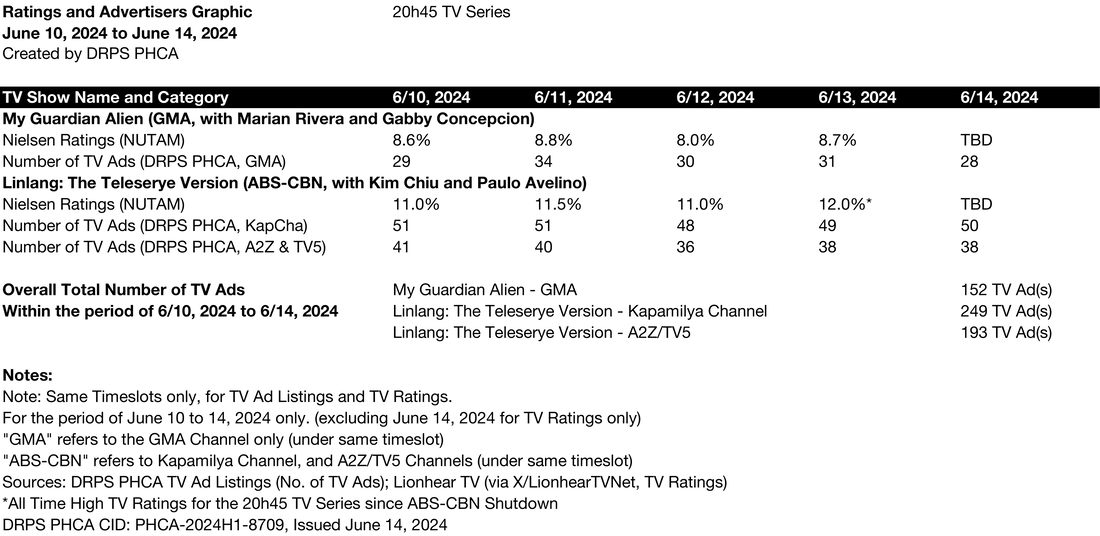 Ratings and Advertisers Graphic 20h45 TV Series
June 10, 2024 to June 14, 2024
Created by DRPS PHCA
TV Show Name and Category 6/10, 2024 6/11, 2024 6/12, 2024 6/13, 2024 6/14, 2024
My Guardian Alien (GMA, with Marian Rivera and Gabby Concepcion)
Nielsen Ratings (NUTAM) 8.6% 8.8% 8.0% 8.7% TBD
Number of TV Ads (DRPS PHCA, GMA) 29 34 30 31 28
Linlang: The Teleserye Version (ABS-CBN, with Kim Chiu and Paulo Avelino)
Nielsen Ratings (NUTAM) 11.0% 11.5% 11.0% 12.0%* TBD
Number of TV Ads (DRPS PHCA, KapCha) 51 51 48 49 50
Number of TV Ads (DRPS PHCA, A2Z & TV5) 41 40 36 38 38
Overall Total Number of TV Ads My Guardian Alien - GMA 152 TV Ad(s)
Within the period of 6/10, 2024 to 6/14, 2024 Linlang: The Teleserye Version - Kapamilya Channel 249 TV Ad(s)
Linlang: The Teleserye Version - A2Z/TV5 193 TV Ad(s)
Notes:
Note: Same Timeslots only, for TV Ad Listings and TV Ratings.
For the period of June 10 to 14, 2024 only. (excluding June 14, 2024 for TV Ratings only)
"GMA" refers to the GMA Channel only (under same timeslot)
"ABS-CBN" refers to Kapamilya Channel, and A2Z/TV5 Channels (under same timeslot)
Sources: DRPS PHCA TV Ad Listings (No. of TV Ads); Lionhear TV (via X/LionhearTVNet, TV Ratings)
*All Time High TV Ratings for the 20h45 TV Series since ABS-CBN Shutdown
DRPS PHCA CID: PHCA-2024H1-8709, Issued June 14, 2024